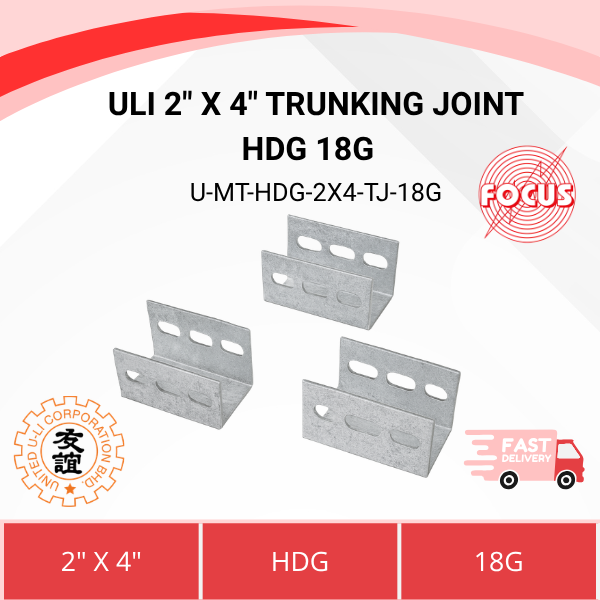 ULI 2" X 4" TRUNKING JOINT
HDG 18G
U-MT-HDG-2X4-TJ-18G
FOCUS
UNITED U-LI CORPORATION BHD.
友誼
FAST
DELIVERY
2" X 4"
HDG
18G